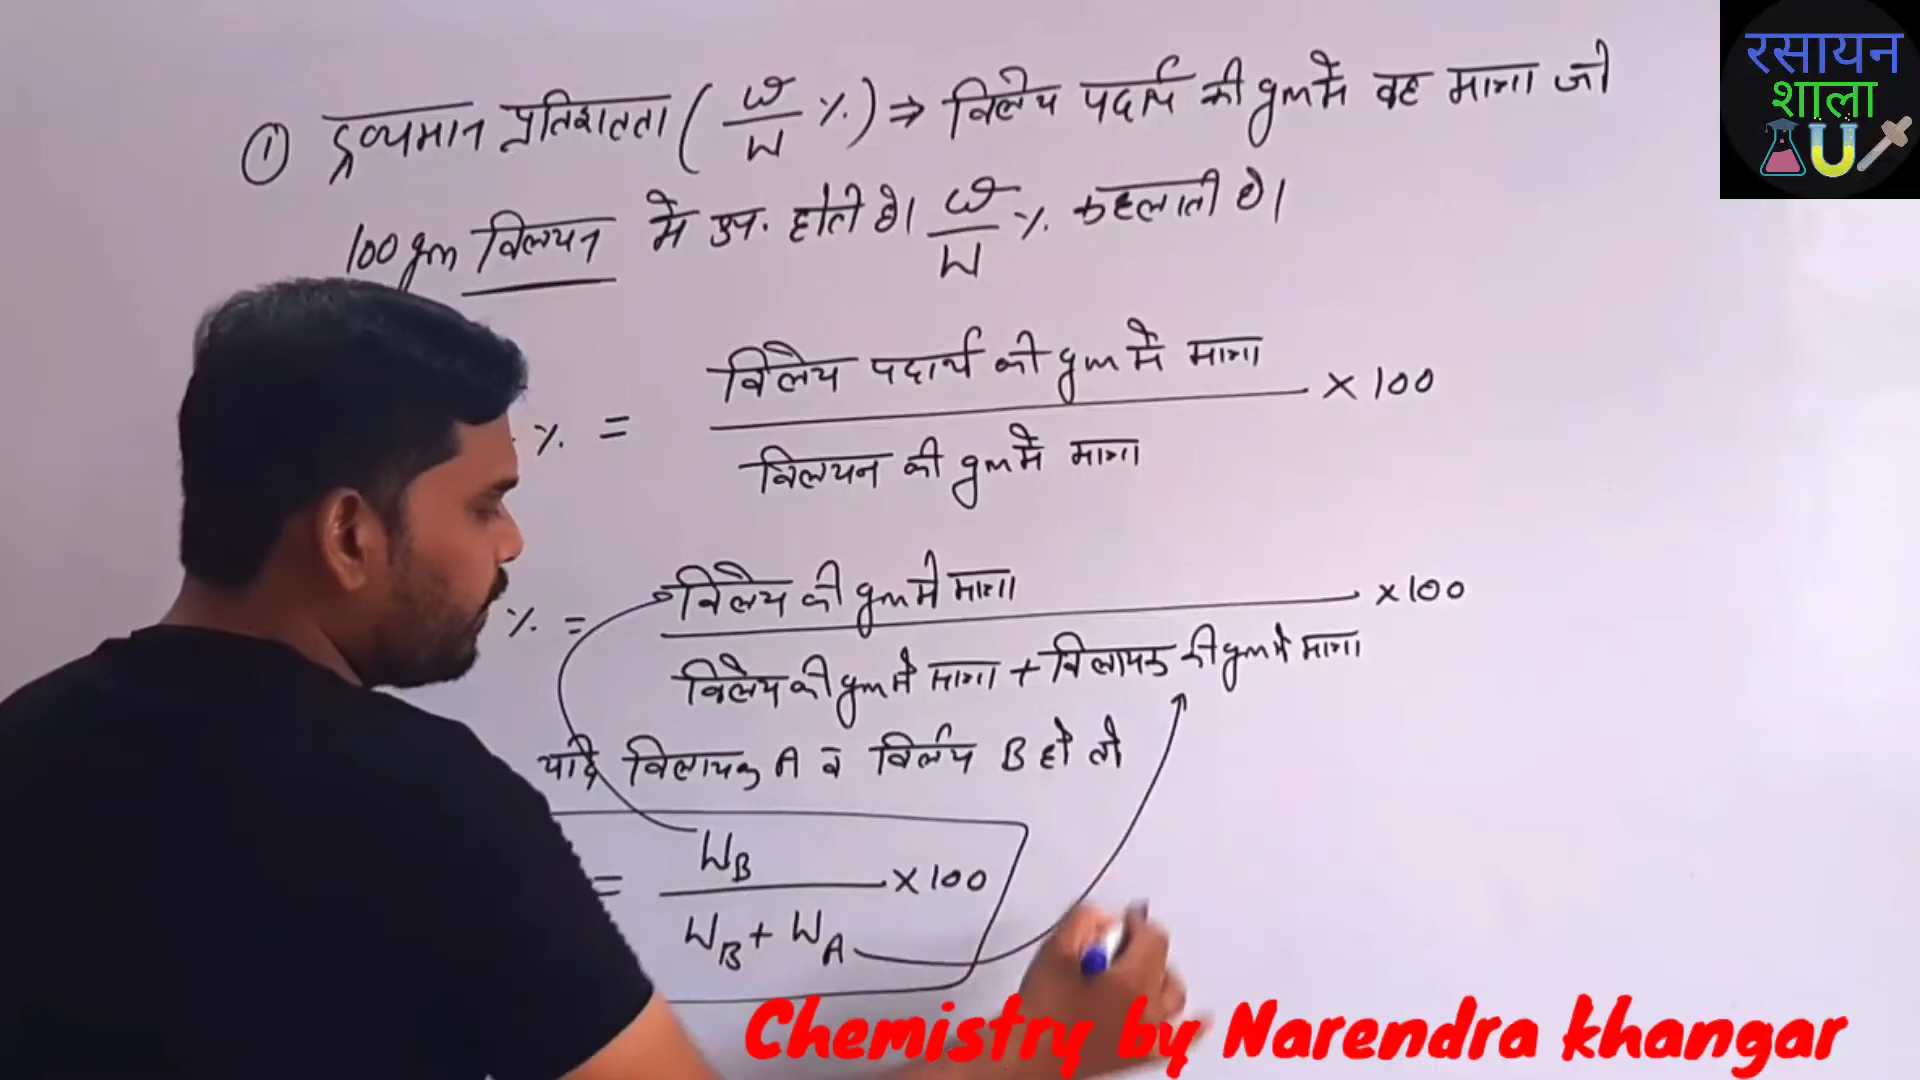 रसायन
शाला
① द्रव्यमान प्रतिशतता ( w/W % ) ⇒ विलेय पदार्थ की gm में वह मात्रा जो
100 gm विलयन में उप. होती है। w/W % कहलाती है।
% = विलेय पदार्थ की gm में मात्रा × 100
विलयन की gm में मात्रा
% = विलेय की gm में मात्रा × 100
विलेय की gm में मात्रा + विलायक की gm में मात्रा
यदि विलायक A व विलेय B हो तो
= W_B × 100
W_B + W_A
Chemistry by Narendra khangar